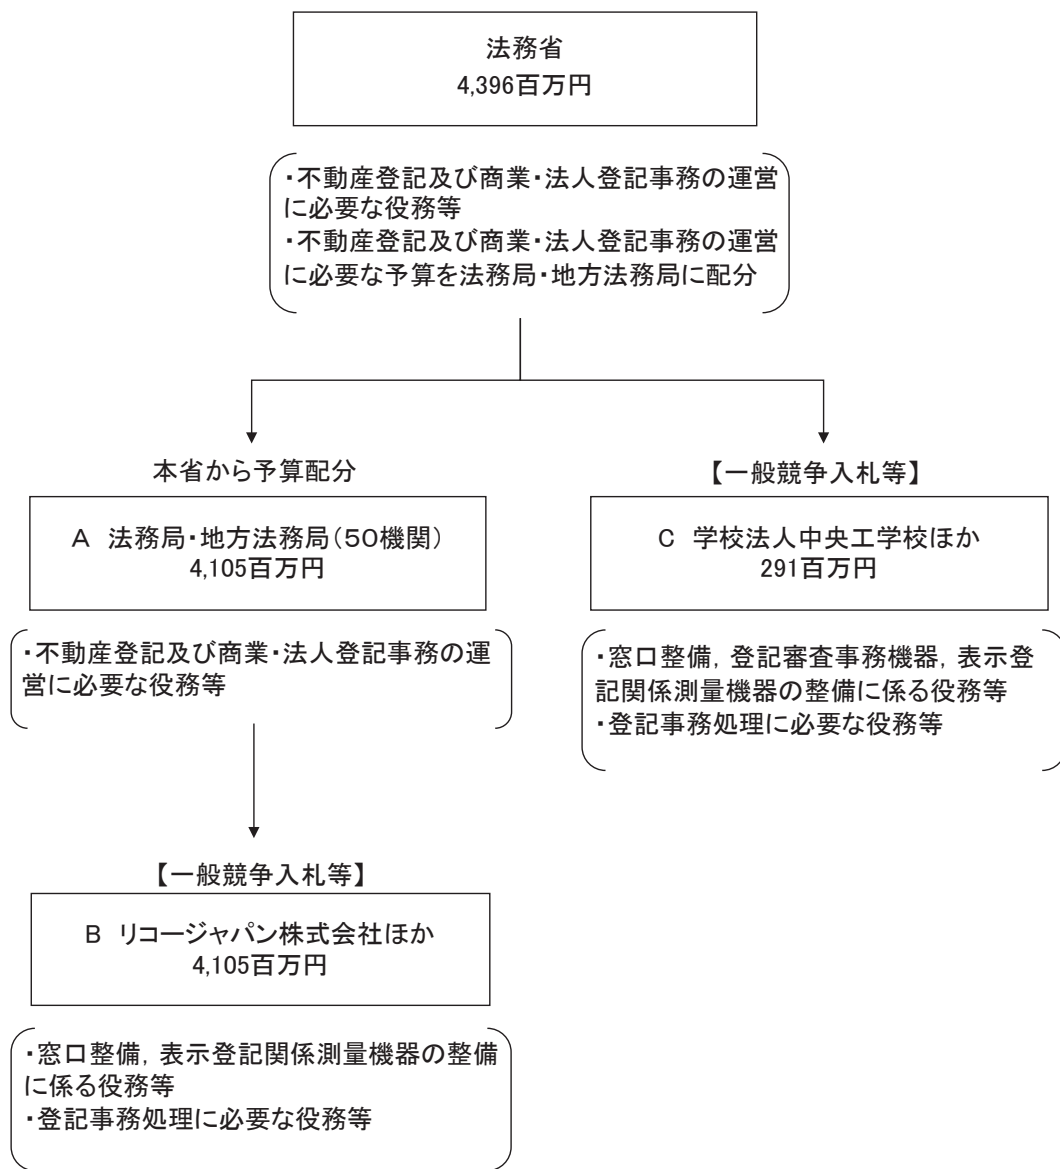 法務省
4,396百万円
・不動産登記及び商業・法人登記事務の運営
に必要な役務等
・不動産登記及び商業・法人登記事務の運営
に必要な予算を法務局・地方法務局に配分
本省から予算配分
A 法務局・地方法務局(50機関)
4,105百万円
・不動産登記及び商業・法人登記事務の運
営に必要な役務等
【一般競争入札等】
B リコージャパン株式会社ほか
4,105百万円
・窓口整備,表示登記関係測量機器の整備
に係る役務等
・登記事務処理に必要な役務等
【一般競争入札等】
C 学校法人中央工学校ほか
291百万円
・窓口整備,登記審査事務機器,表示登
記関係測量機器の整備に係る役務等
・登記事務処理に必要な役務等